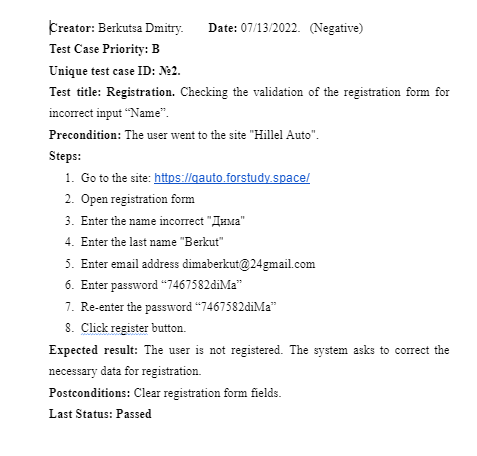 Creator: Berkutsa Dmitry. Date: 07/13/2022. (Negative)
Test Case Priority: B
Unique test case ID: №2.
Test title: Registration. Checking the validation of the registration form for
incorrect input “Name”.
Precondition: The user went to the site "Hillel Auto".
Steps:
1. Go to the site: https://qauto.forstudy.space/
2. Open registration form
3. Enter the name incorrect "Дима"
4. Enter the last name "Berkut"
5. Enter email address dimaberkut@24gmail.com
6. Enter password “7467582diMa”
7. Re-enter the password “7467582diMa”
8. Click register button.
Expected result: The user is not registered. The system asks to correct the
necessary data for registration.
Postconditions: Clear registration form fields.
Last Status: Passed